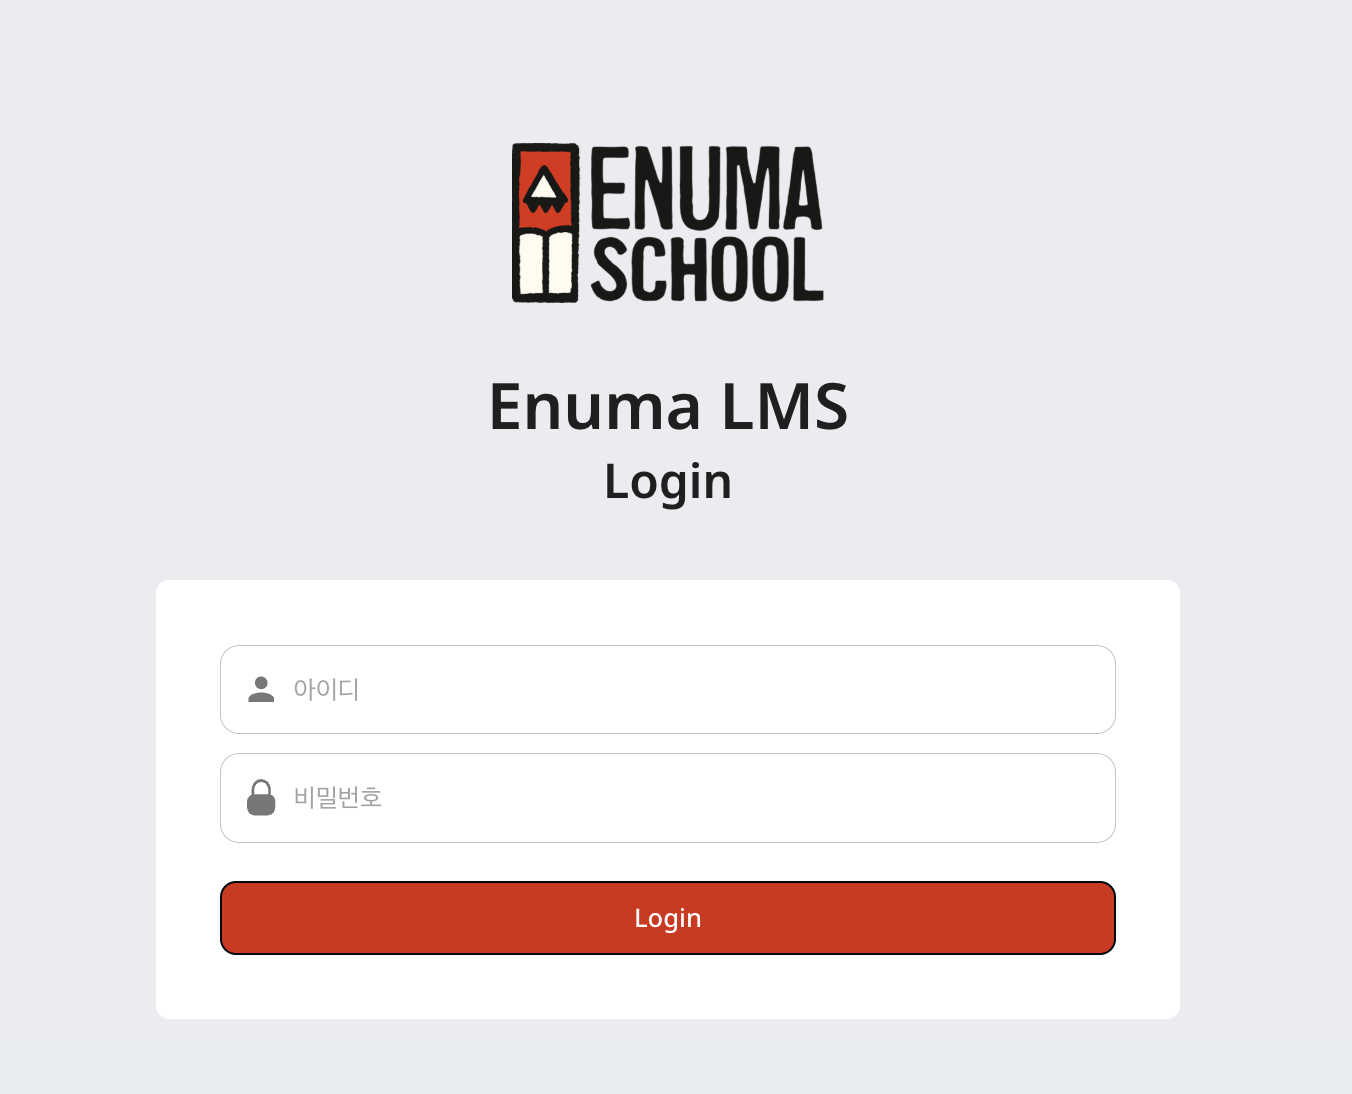 ENUMA
SCHOOL
Enuma LMS
Login
아이디
비밀번호
Login